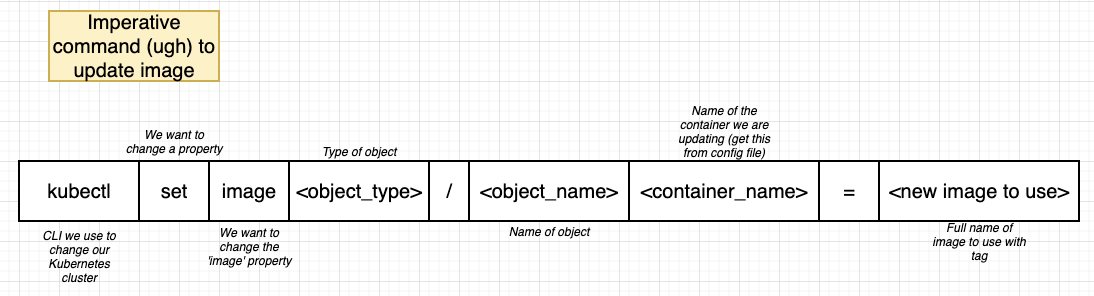 Imperative
command (ugh) to
update image
Name of the
container we are
updating (get this
from config file)
We want to
change a property
Type of object
kubectl set image <object_type> / <object_name> <container_name> = <new image to use>
CLI we use to
change our
Kubernetes
cluster
We want to
change the
'image' property
Name of object
Full name of
image to use with
tag